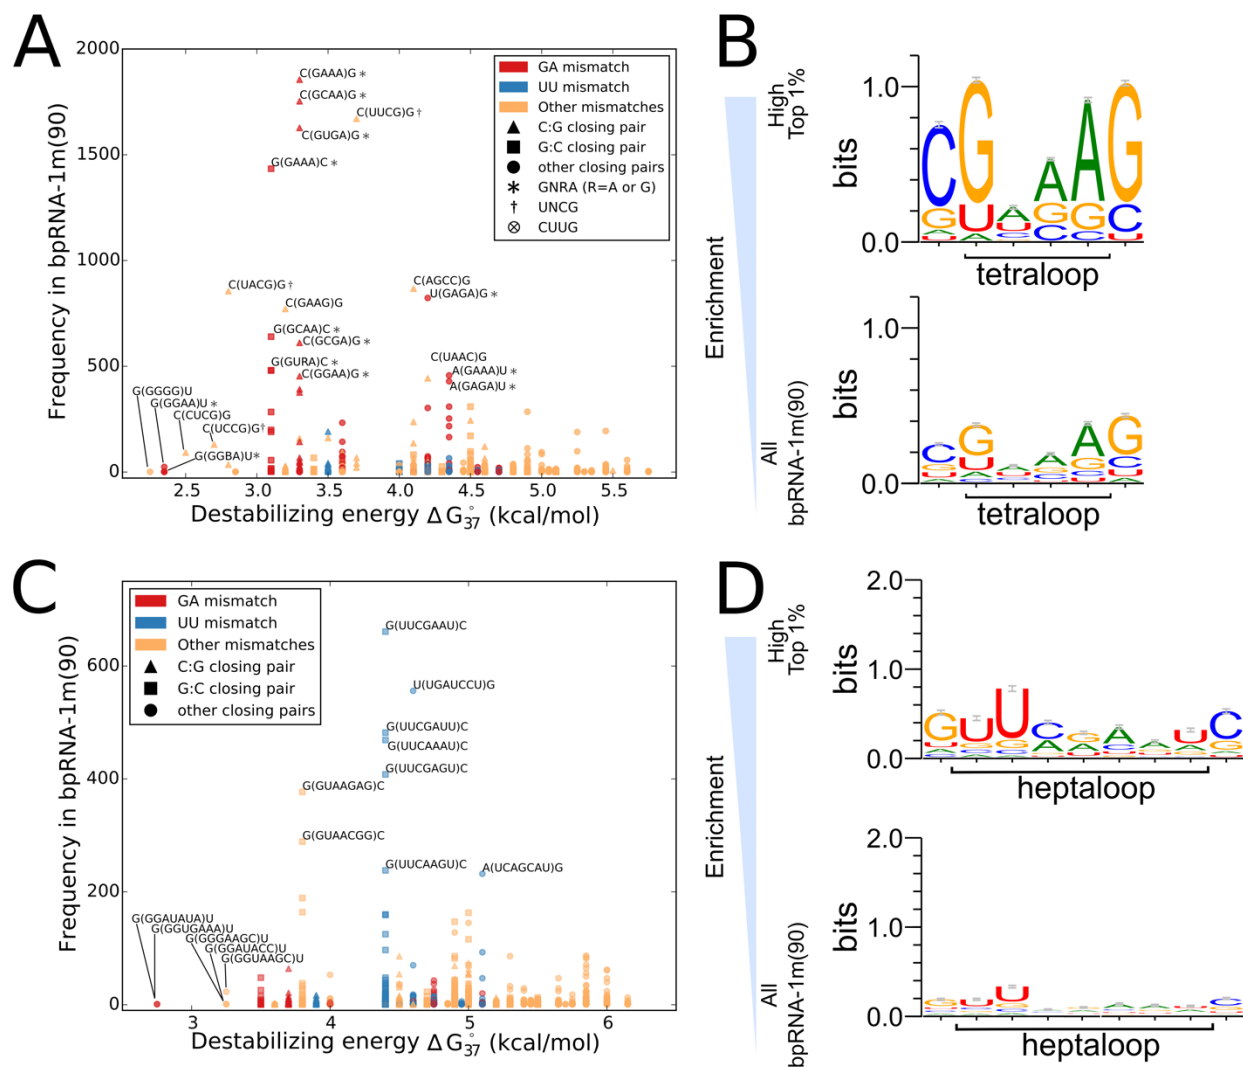 A
Frequency in bpRNA-1m(90)
2000
1500
1000
500
0
2.5
3.0
3.5
4.0
4.5
5.0
5.5
Destabilizing energy ΔG°37 (kcal/mol)
GA mismatch
UU mismatch
Other mismatches
C:G closing pair
G:C closing pair
other closing pairs
GNRA (R=A or G)
UNCG
CUUG
C(GAAA)G *
C(GCAA)G *
C(UUCG)G †
C(GUGA)G *
G(GAAA)C *
C(UACG)G †
C(GAAG)G
C(AGCC)G
U(GAGA)G *
G(GCAA)C *
C(GCGA)G *
G(GURA)C *
C(GGAA)G *
C(UAAC)G
A(GAAA)U *
A(GAGA)U *
G(GGGG)U
G(GGAA)U *
C(CUCG)G
C(UCCG)G †
G(GGBA)U *
B
Enrichment
High
Top 1%
All
bpRNA-1m(90)
bits
1.0
0.0
CGAAG
GUAGGC
tetraloop
bits
1.0
0.0
tetraloop
C
Frequency in bpRNA-1m(90)
600
400
200
0
3
4
5
6
Destabilizing energy ΔG°37 (kcal/mol)
GA mismatch
UU mismatch
Other mismatches
C:G closing pair
G:C closing pair
other closing pairs
G(UUCGAAU)C
U(UGAUCCU)G
G(UUCGAUU)C
G(UUCAAAU)C
G(UUCGAGU)C
G(GUAAGAG)C
G(GUAACGG)C
G(UUCAAGU)C
A(UCAGCAU)G
G(GGAUAUA)U
G(GGUGAAA)U
G(GGGAAGC)U
G(GGAUACC)U
G(GGUAAGC)U
D
Enrichment
High
Top 1%
All
bpRNA-1m(90)
bits
2.0
1.0
0.0
GUUCGAAUC
heptaloop
bits
2.0
1.0
0.0
heptaloop